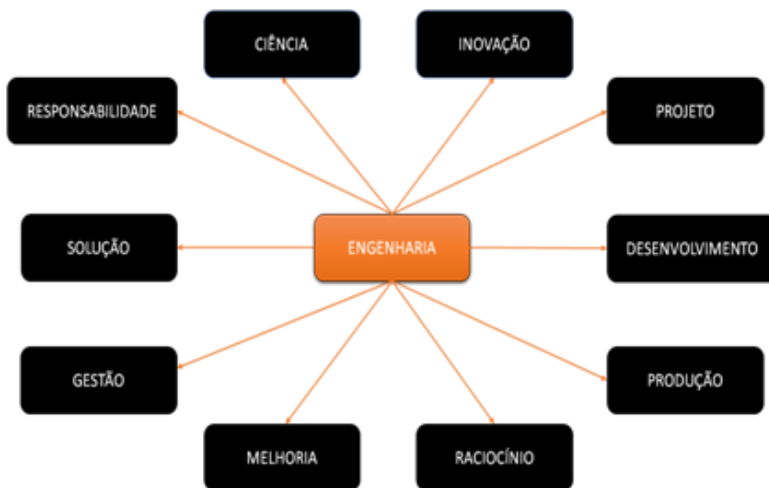 CIÊNCIA
INOVAÇÃO
RESPONSABILIDADE
PROJETO
SOLUÇÃO
ENGENHARIA
DESENVOLVIMENTO
GESTÃO
PRODUÇÃO
MELHORIA
RACIOCÍNIO